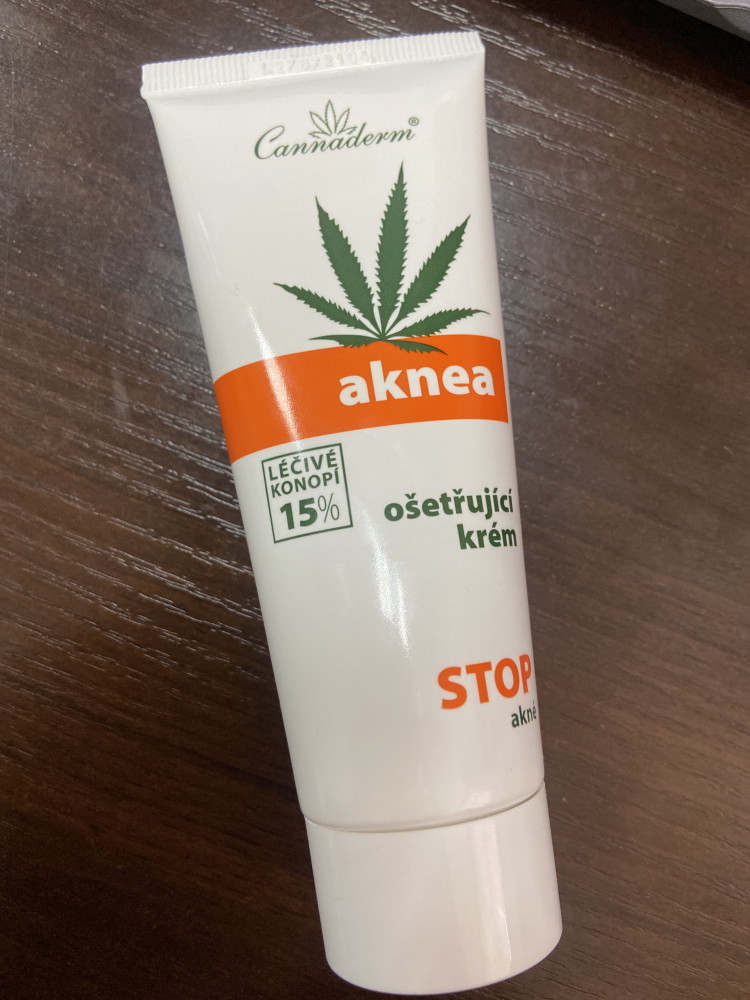 Cannaderm®
aknea
LÉČIVÉ
KONOPÍ
15%
ošetřující
krém
STOP
akné